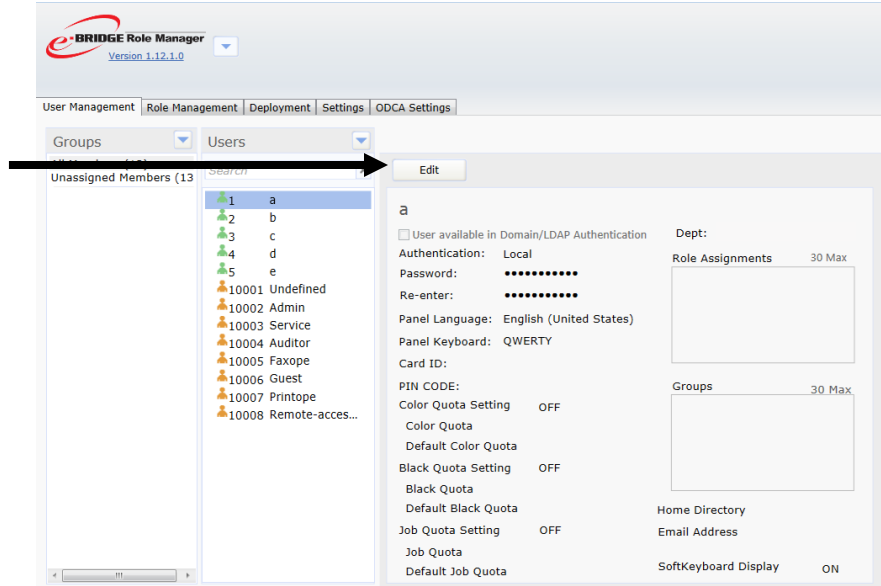 e-BRIDGE Role Manager
Version 1.12.1.0
User Management Role Management Deployment Settings ODCA Settings
Groups
Unassigned Members (13
Users
Search
1 a
2 b
3 c
4 d
5 e
10001 Undefined
10002 Admin
10003 Service
10004 Auditor
10005 Faxope
10006 Guest
10007 Printope
10008 Remote-acces...
Edit
a
User available in Domain/LDAP Authentication
Authentication: Local
Password: •••••••••••
Re-enter: •••••••••••
Panel Language: English (United States)
Panel Keyboard: QWERTY
Card ID:
PIN CODE:
Color Quota Setting OFF
Color Quota
Default Color Quota
Black Quota Setting OFF
Black Quota
Default Black Quota
Job Quota Setting OFF
Job Quota
Default Job Quota
Dept:
Role Assignments 30 Max
Groups 30 Max
Home Directory
Email Address
SoftKeyboard Display ON